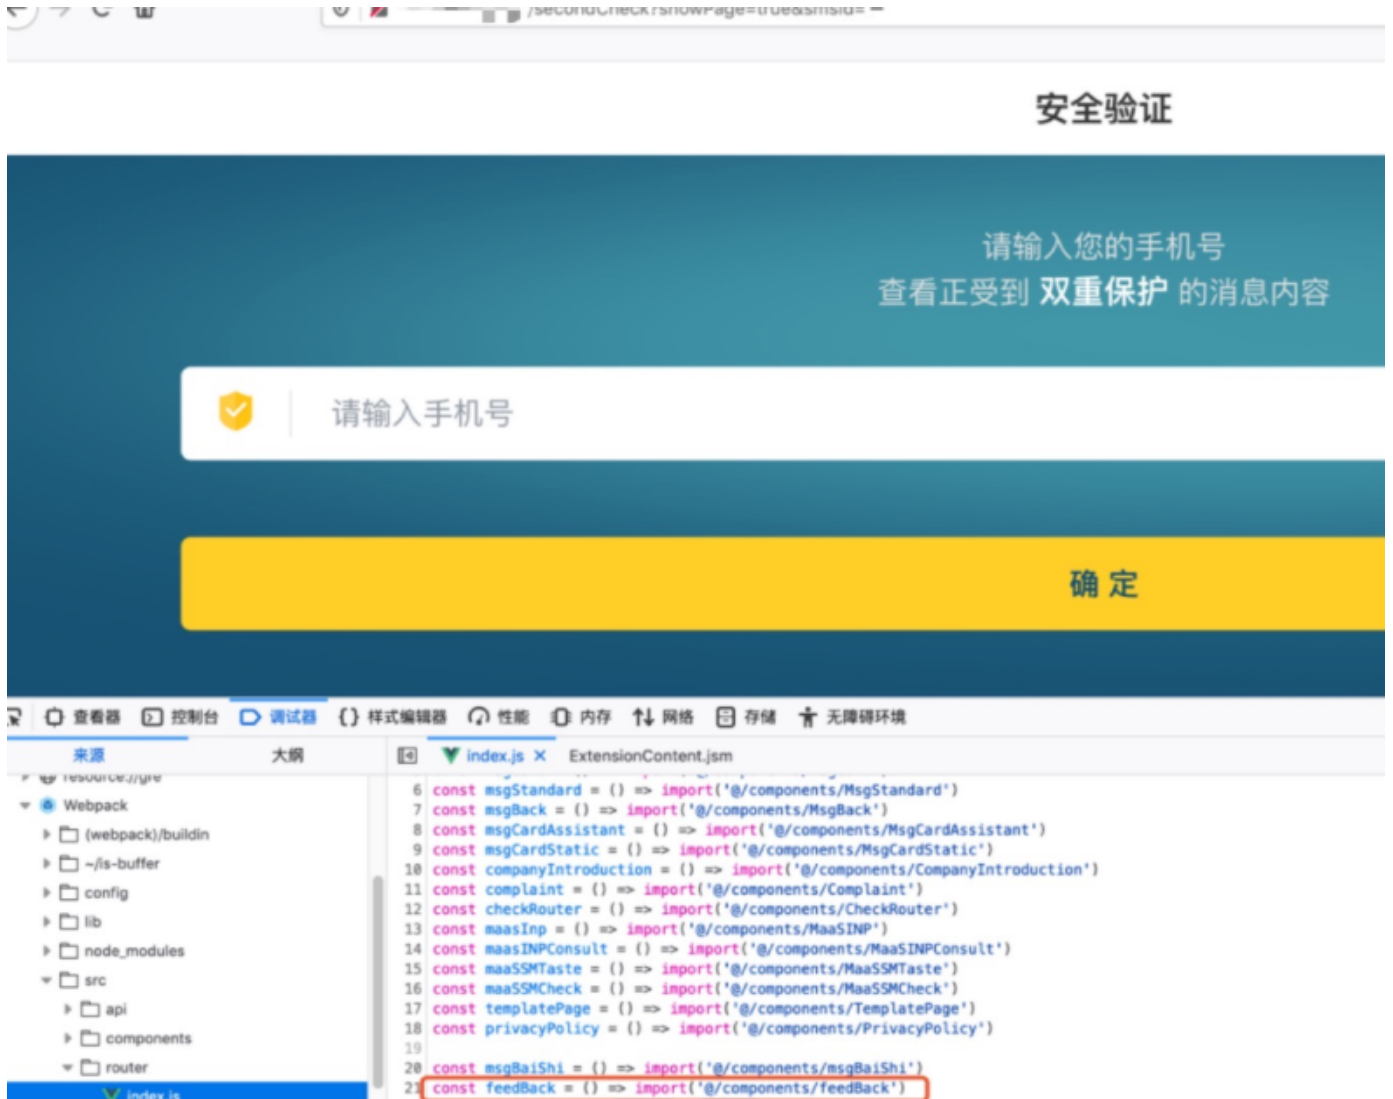 /secondCheck?showPage=true&smsid=
安全验证
请输入您的手机号
查看正受到 双重保护 的消息内容
请输入手机号
确 定
查看器 控制台 调试器 {} 样式编辑器 性能 内存 网络 存储 无障碍环境
来源 大纲 index.js × ExtensionContent.jsm
resource://gre
Webpack
(webpack)/buildin
~/is-buffer
config
lib
node_modules
src
api
components
router
index.js
6 const msgStandard = () => import('@/components/MsgStandard')
7 const msgBack = () => import('@/components/MsgBack')
8 const msgCardAssistant = () => import('@/components/MsgCardAssistant')
9 const msgCardStatic = () => import('@/components/MsgCardStatic')
10 const companyIntroduction = () => import('@/components/CompanyIntroduction')
11 const complaint = () => import('@/components/Complaint')
12 const checkRouter = () => import('@/components/CheckRouter')
13 const maasInp = () => import('@/components/MaaSINP')
14 const maasINPConsult = () => import('@/components/MaaSINPConsult')
15 const maaSSMTaste = () => import('@/components/MaaSSMTaste')
16 const maaSSMCheck = () => import('@/components/MaaSSMCheck')
17 const templatePage = () => import('@/components/TemplatePage')
18 const privacyPolicy = () => import('@/components/PrivacyPolicy')
19
20 const msgBaiShi = () => import('@/components/msgBaiShi')
21 const feedBack = () => import('@/components/feedBack')